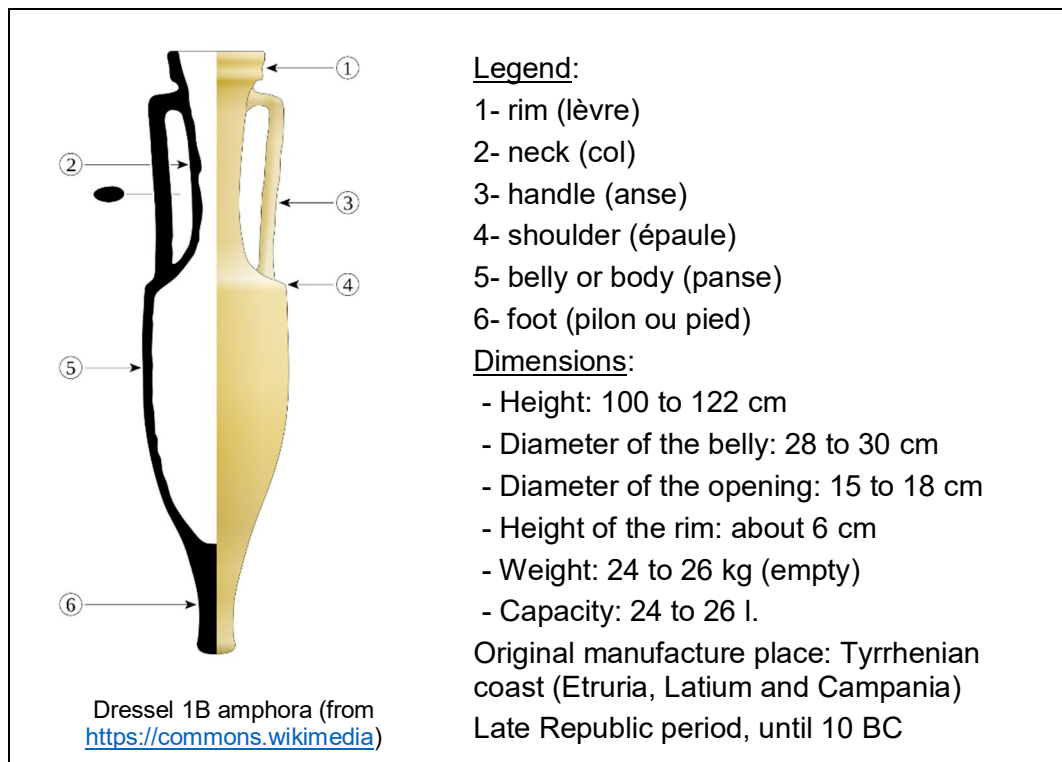 1
2
3
4
5
6
Dressel 1B amphora (from
https://commons.wikimedia)
Legend:
1- rim (lèvre)
2- neck (col)
3- handle (anse)
4- shoulder (épaule)
5- belly or body (panse)
6- foot (pilon ou pied)
Dimensions:
- Height: 100 to 122 cm
- Diameter of the belly: 28 to 30 cm
- Diameter of the opening: 15 to 18 cm
- Height of the rim: about 6 cm
- Weight: 24 to 26 kg (empty)
- Capacity: 24 to 26 l.
Original manufacture place: Tyrrhenian
coast (Etruria, Latium and Campania)
Late Republic period, until 10 BC